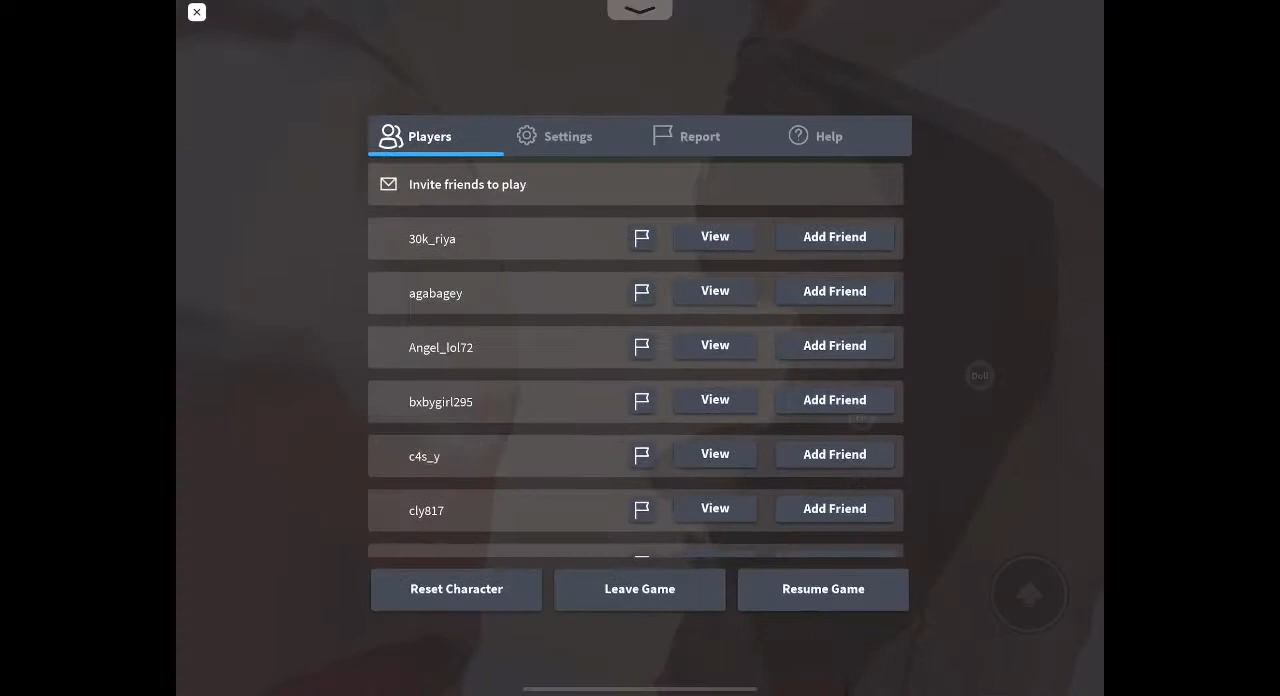 Players Settings Report Help
Invite friends to play
30k_riya View Add Friend
agabagey View Add Friend
Angel_lol72 View Add Friend
bxbygirl295 View Add Friend
c4s_y View Add Friend
cly817 View Add Friend
Doll
Reset Character Leave Game Resume Game